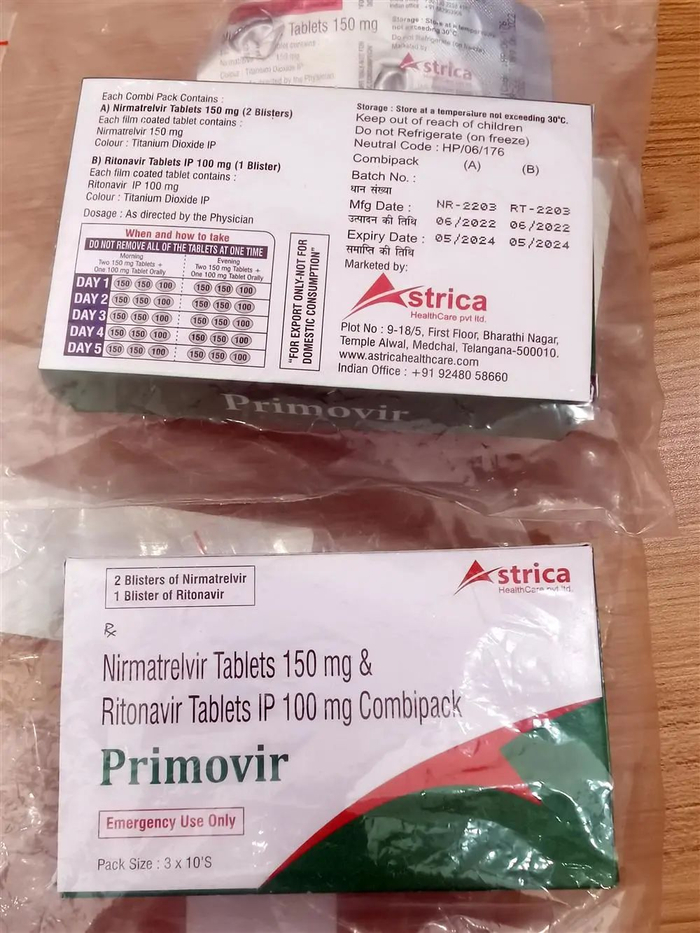 Tablets 150 mg
Astrica
Each Combi Pack Contains :
A) Nirmatrelvir Tablets 150 mg (2 Blisters)
Each film coated tablet contains :
Nirmatrelvir 150 mg
Colour : Titanium Dioxide IP
B) Ritonavir Tablets IP 100 mg (1 Blister)
Each film coated tablet contains :
Ritonavir IP 100 mg
Colour : Titanium Dioxide IP
Dosage : As directed by the Physician
When and how to take
DO NOT REMOVE ALL OF THE TABLETS AT ONE TIME
Morning
Two 150 mg Tablets +
One 100 mg Tablet Orally
Evening
Two 150 mg Tablets +
One 100 mg Tablet Orally
DAY 1 150 150 100 150 150 100
DAY 2 150 150 100 150 150 100
DAY 3 150 150 100 150 150 100
DAY 4 150 150 100 150 150 100
DAY 5 150 150 100 150 150 100
"FOR EXPORT ONLY-NOT FOR
DOMESTIC CONSUMPTION"
Storage : Store at a temperature not exceeding 30°C.
Keep out of reach of children
Do not Refrigerate (on freeze)
Neutral Code : HP/06/176
Combipack (A) (B)
Batch No. :
धान संख्या
Mfg Date : NR-2203 RT-2203
उत्पादन की तिथि 06/2022 06/2022
Expiry Date : 05/2024 05/2024
समाप्ति की तिथि
Marketed by:
Astrica
HealthCare pvt ltd.
Plot No : 9-18/5, First Floor, Bharathi Nagar,
Temple Alwal, Medchal, Telangana-500010.
www.astricahealthcare.com
Indian Office : +91 92480 58660
Primovir
2 Blisters of Nirmatrelvir
1 Blister of Ritonavir
Astrica
HealthCare pvt ltd.
Rx
Nirmatrelvir Tablets 150 mg &
Ritonavir Tablets IP 100 mg Combipack
Primovir
Emergency Use Only
Pack Size : 3 x 10'S